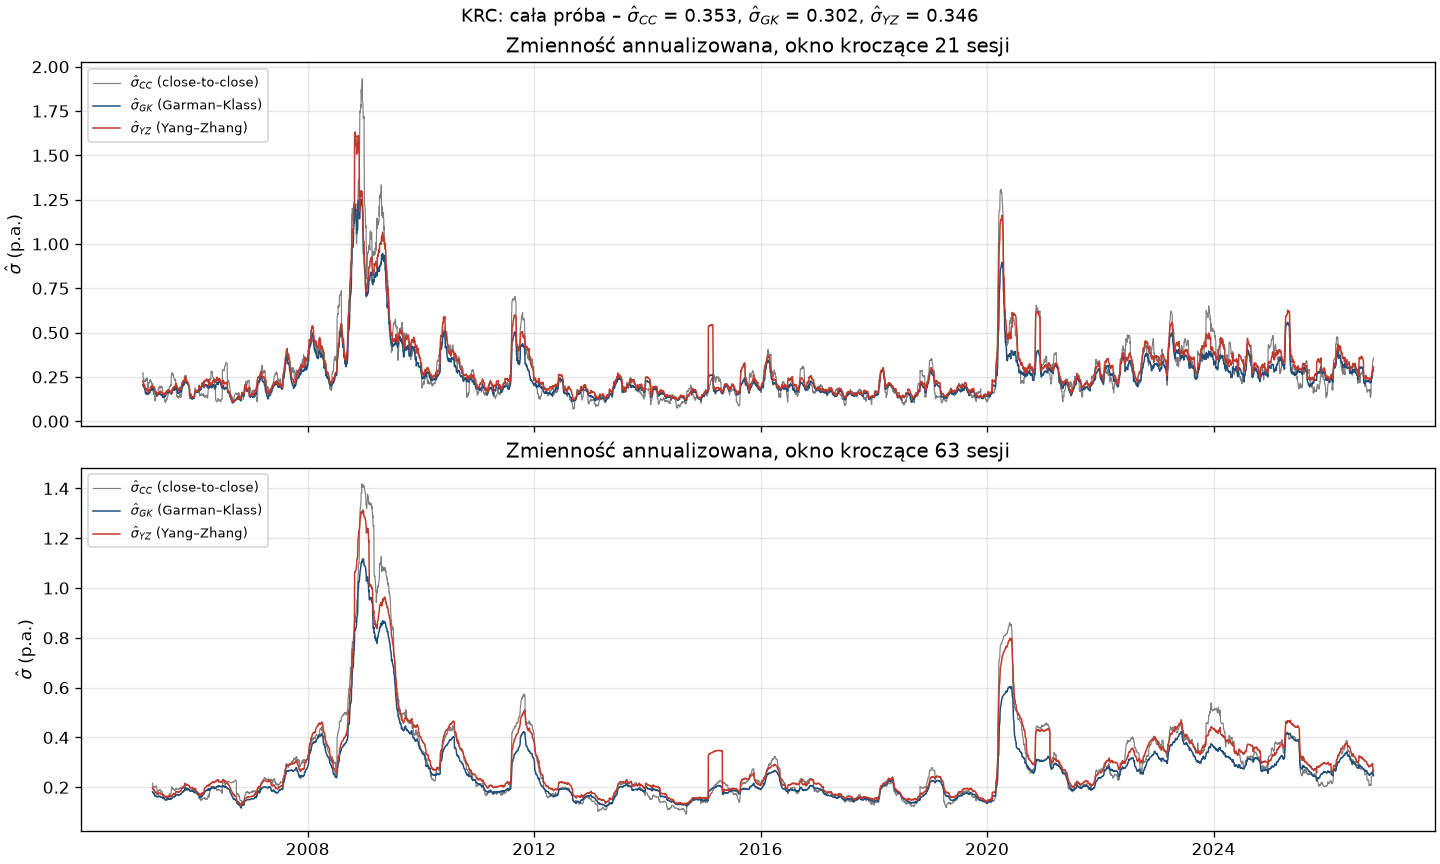 KRC: cała próba – σ̂CC = 0.353, σ̂GK = 0.302, σ̂YZ = 0.346
Zmienność annualizowana, okno kroczące 21 sesji
σ̂CC (close-to-close)
σ̂GK (Garman–Klass)
σ̂YZ (Yang–Zhang)
σ̂ (p.a.)
2.00
1.75
1.50
1.25
1.00
0.75
0.50
0.25
0.00
Zmienność annualizowana, okno kroczące 63 sesji
σ̂CC (close-to-close)
σ̂GK (Garman–Klass)
σ̂YZ (Yang–Zhang)
σ̂ (p.a.)
1.4
1.2
1.0
0.8
0.6
0.4
0.2
2008 2012 2016 2020 2024